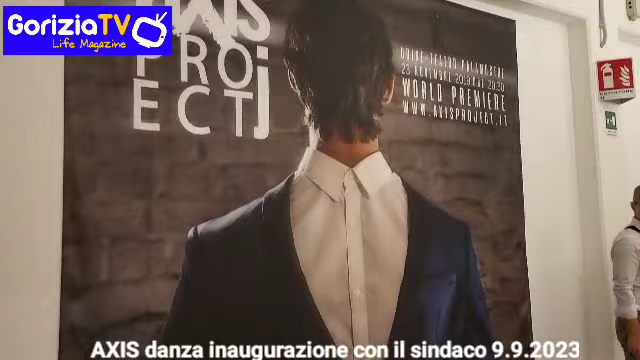 GoriziaTV
Life Magazine
AXIS
PROJ
ECT
UDINE-TEATRO PALAMOSTRE
WORLD PREMIERE
WWW.AXISPROJECT.IT
ESTINTORE
AXIS danza inaugurazione con il sindaco 9.9.2023